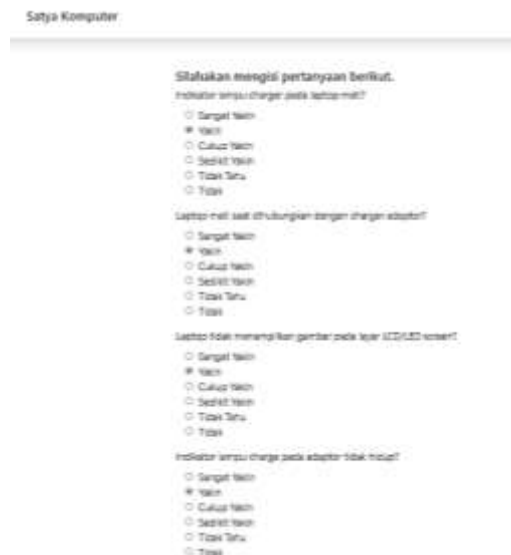 Satya Komputer
Silahakan mengisi pertanyaan berikut.
Indikator lampu charger pada laptop mati?
Sangat Yakin
Yakin
Cukup Yakin
Sedikit Yakin
Tidak Tahu
Tidak
Laptop mati saat dihubungkan dengan charger adaptor?
Sangat Yakin
Yakin
Cukup Yakin
Sedikit Yakin
Tidak Tahu
Tidak
Laptop tidak menampilkan gambar pada layar LCD/LED screen?
Sangat Yakin
Yakin
Cukup Yakin
Sedikit Yakin
Tidak Tahu
Tidak
Indikator lampu charge pada adaptor tidak hidup?
Sangat Yakin
Yakin
Cukup Yakin
Sedikit Yakin
Tidak Tahu
Tidak